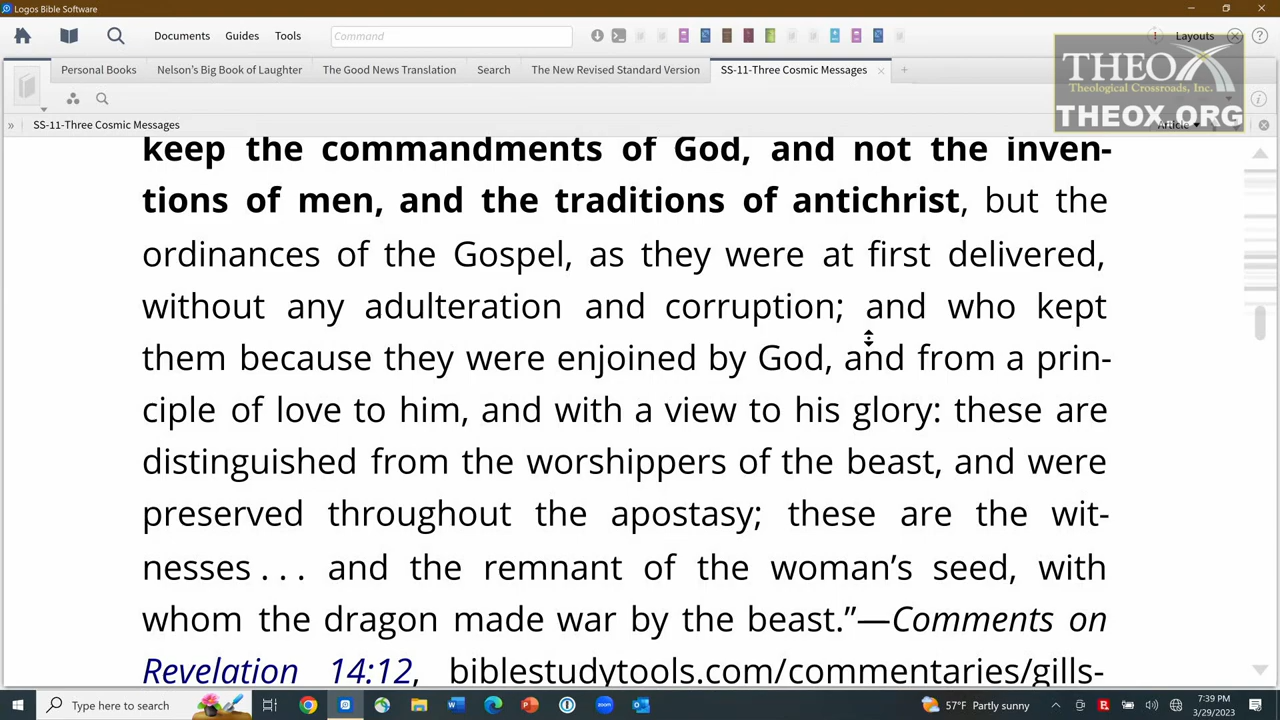 Logos Bible Software
Documents Guides Tools Command Layouts
Personal Books Nelson's Big Book of Laughter The Good News Translation Search The New Revised Standard Version SS-11-Three Cosmic Messages
THEOX
Theological Crossroads, Inc.
THEOX.ORG
SS-11-Three Cosmic Messages Article
keep the commandments of God, and not the inven-
tions of men, and the traditions of antichrist, but the
ordinances of the Gospel, as they were at first delivered,
without any adulteration and corruption; and who kept
them because they were enjoined by God, and from a prin-
ciple of love to him, and with a view to his glory: these are
distinguished from the worshippers of the beast, and were
preserved throughout the apostasy; these are the wit-
nesses . . . and the remnant of the woman's seed, with
whom the dragon made war by the beast.”—Comments on
Revelation 14:12, biblestudytools.com/commentaries/gills-
Type here to search
57°F Partly sunny
7:39 PM
3/29/2023